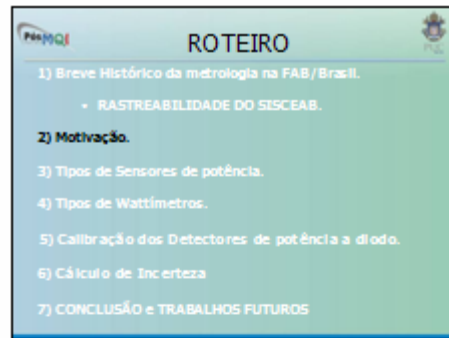 PósMQI
ROTEIRO
PUC
1) Breve Histórico da metrologia na FAB/Brasil.
• RASTREABILIDADE DO SISCEAB.
2) Motivação.
3) Tipos de Sensores de potência.
4) Tipos de Wattímetros.
5) Calibração dos Detectores de potência a diodo.
6) Cálculo de Incerteza
7) CONCLUSÃO e TRABALHOS FUTUROS